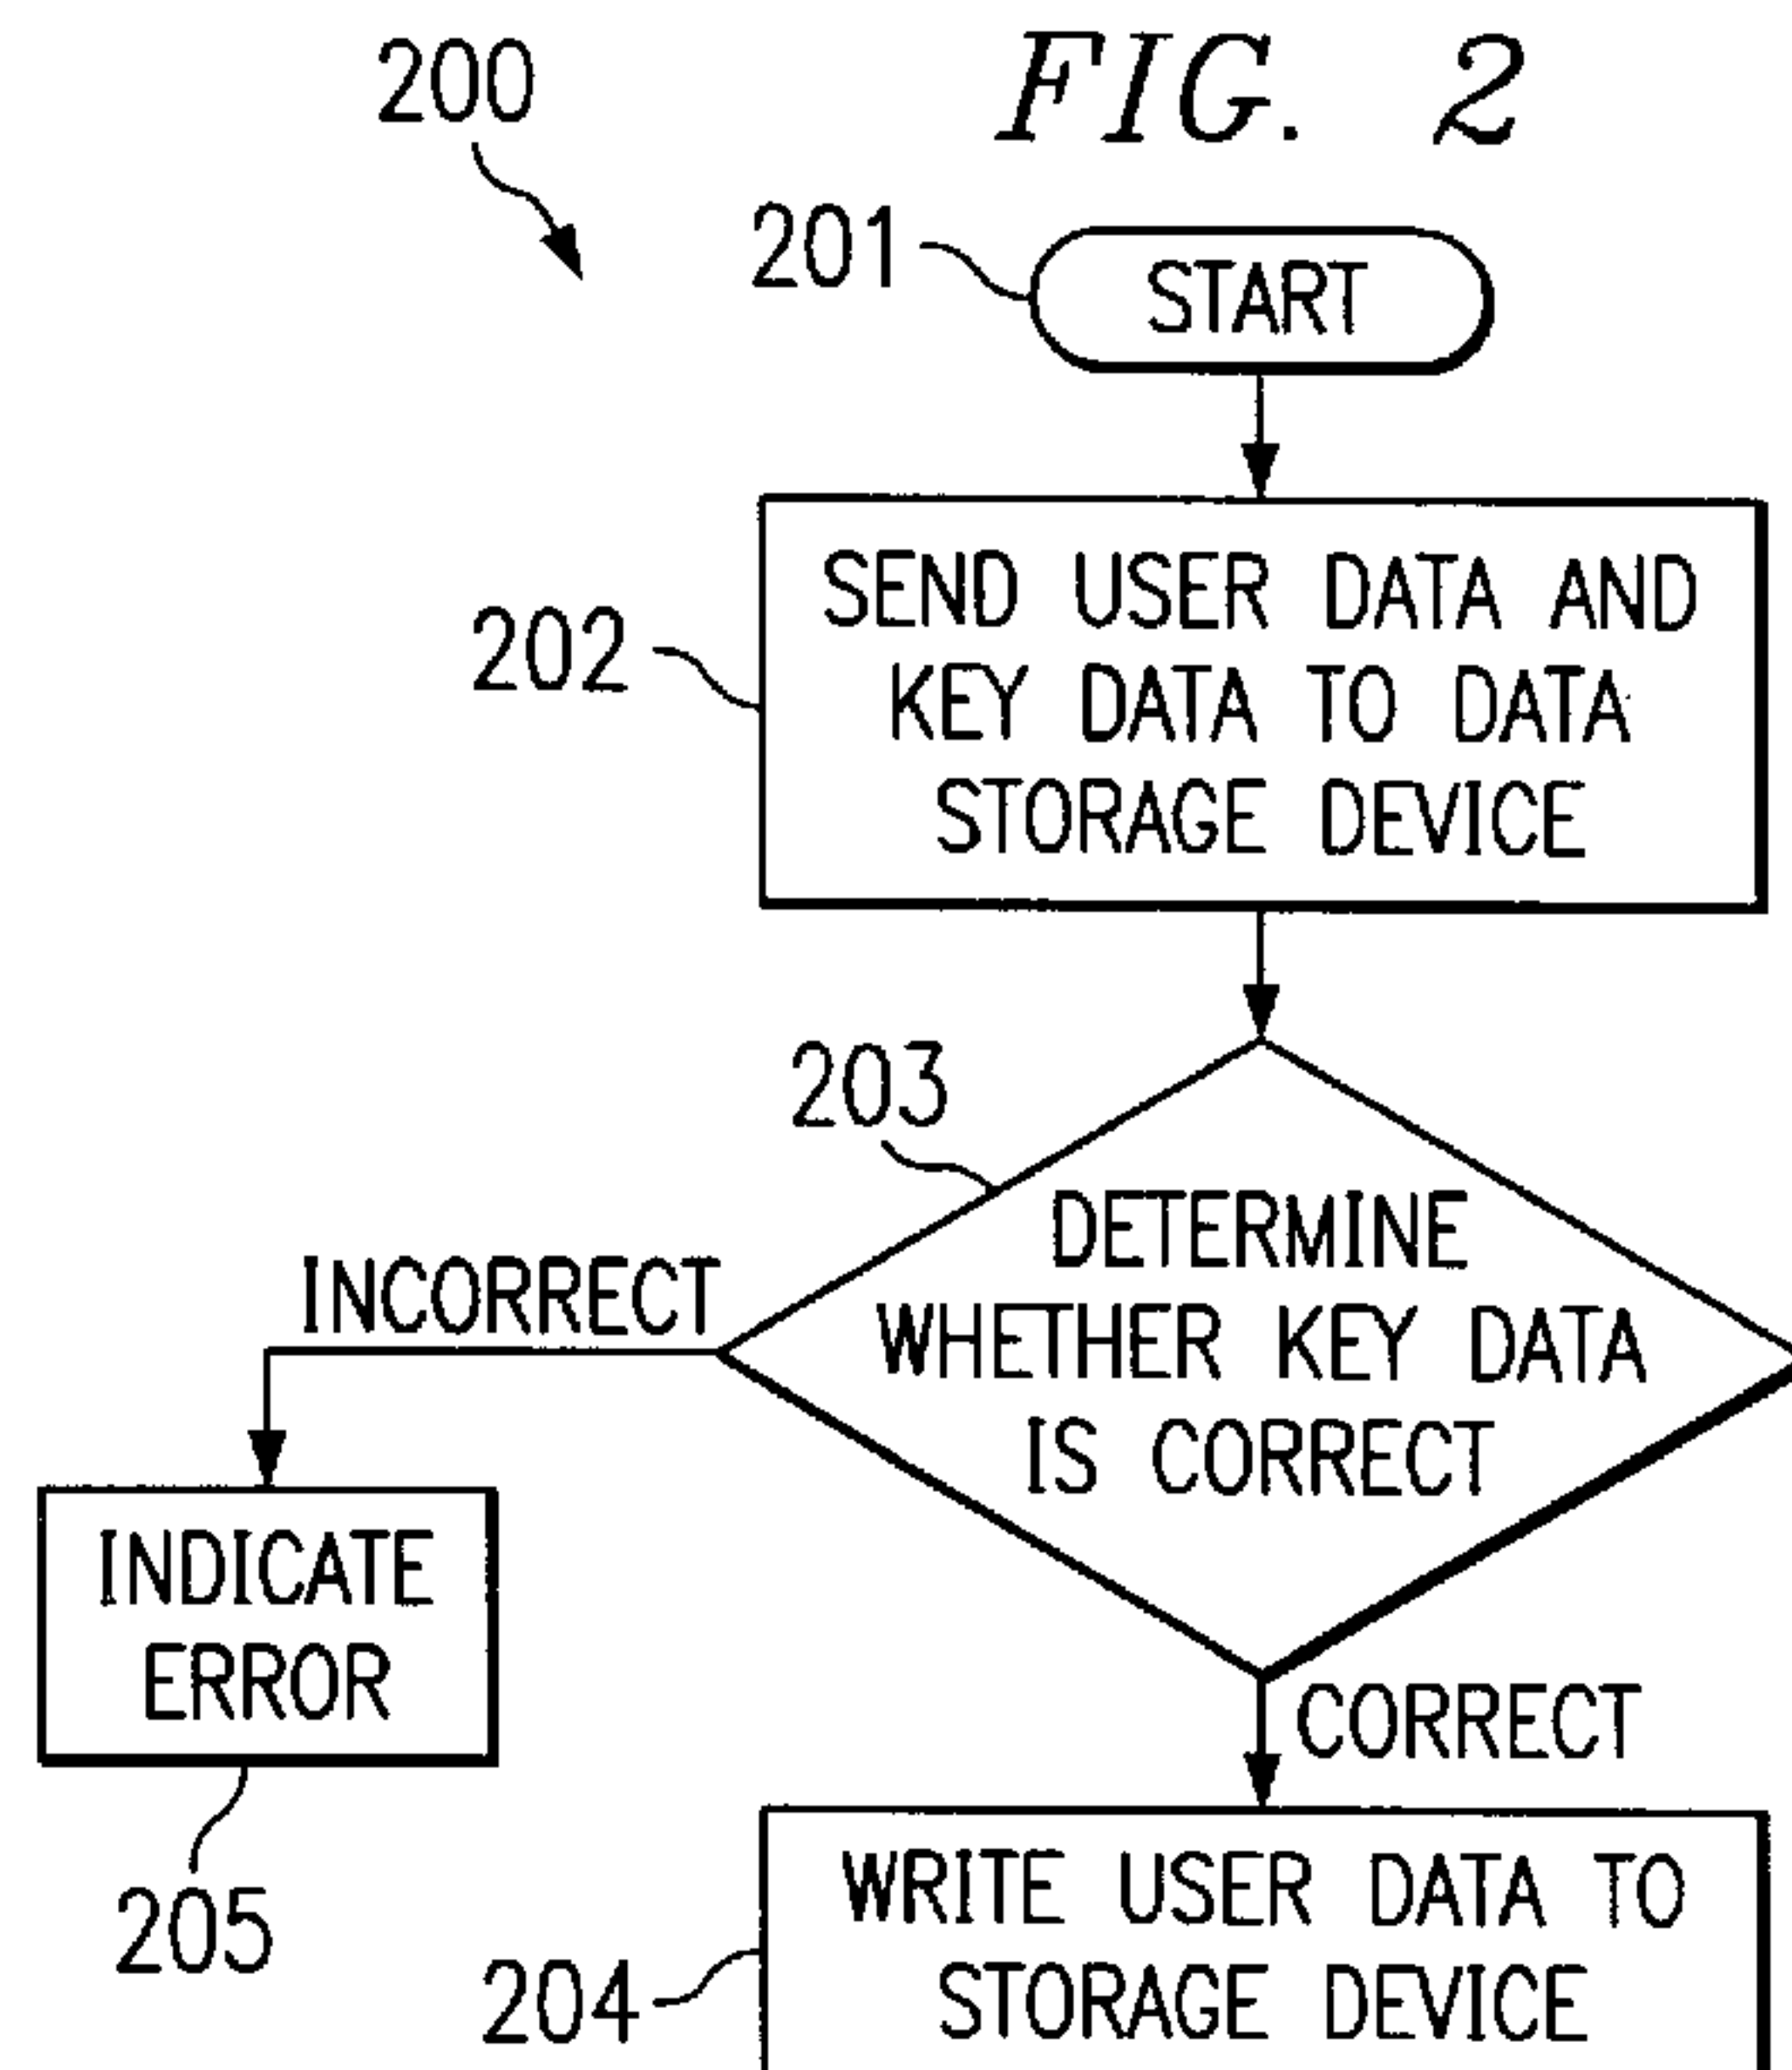 200
FIG. 2
201
START
202
SEND USER DATA AND
KEY DATA TO DATA
STORAGE DEVICE
203
DETERMINE
WHETHER KEY DATA
IS CORRECT
INCORRECT
INDICATE
ERROR
205
CORRECT
204
WRITE USER DATA TO
STORAGE DEVICE